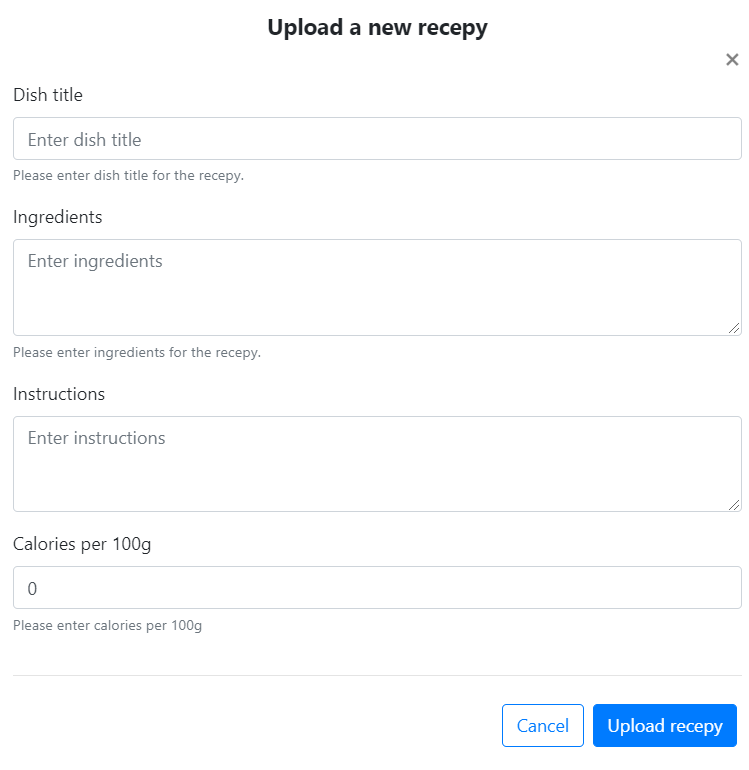 Upload a new recepy
×
Dish title
Enter dish title
Please enter dish title for the recepy.
Ingredients
Enter ingredients
Please enter ingredients for the recepy.
Instructions
Enter instructions
Calories per 100g
0
Please enter calories per 100g
Cancel Upload recepy